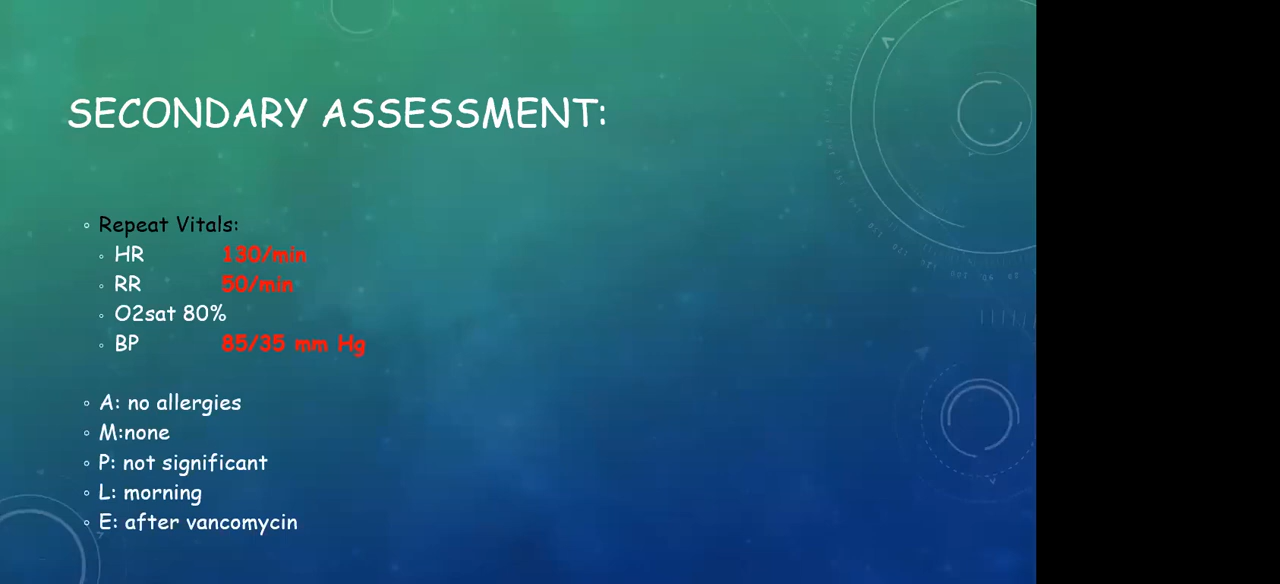 SECONDARY ASSESSMENT:
◦ Repeat Vitals:
◦ HR 130/min
◦ RR 50/min
◦ O2sat 80%
◦ BP 85/35 mm Hg
◦ A: no allergies
◦ M:none
◦ P: not significant
◦ L: morning
◦ E: after vancomycin